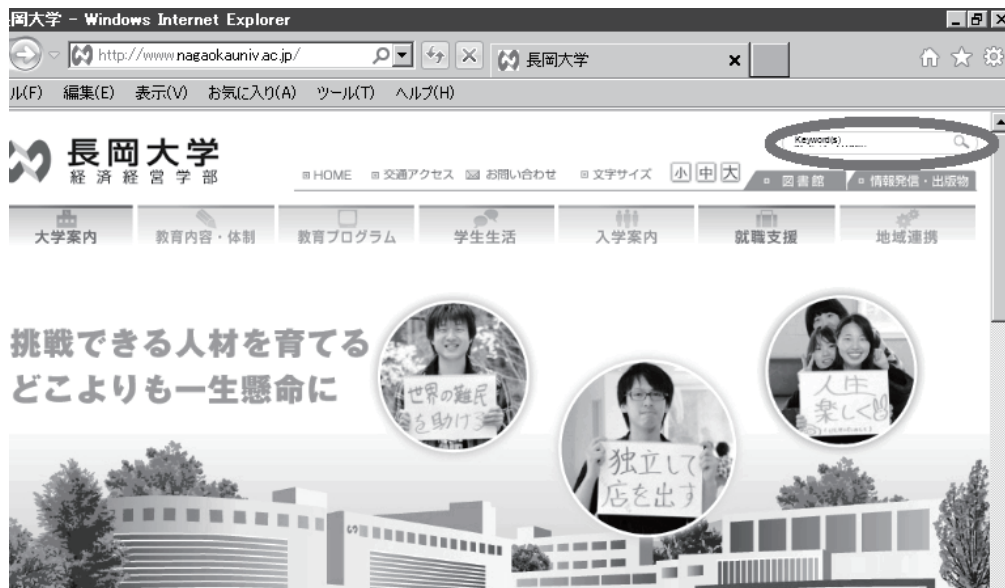 岡大学 - Windows Internet Explorer
http://www.nagaokauniv.ac.jp/
長岡大学
ル(F) 編集(E) 表示(V) お気に入り(A) ツール(T) ヘルプ(H)
Keyword(s)
長岡大学
経済経営学部
HOME 交通アクセス お問い合わせ 文字サイズ 小 中 大 図書館 情報発信・出版物
大学案内 教育内容・体制 教育プログラム 学生生活 入学案内 就職支援 地域連携
挑戦できる人材を育てる
どこよりも一生懸命に
世界の難民
を助ける
独立して
店を出す
人生
楽しく